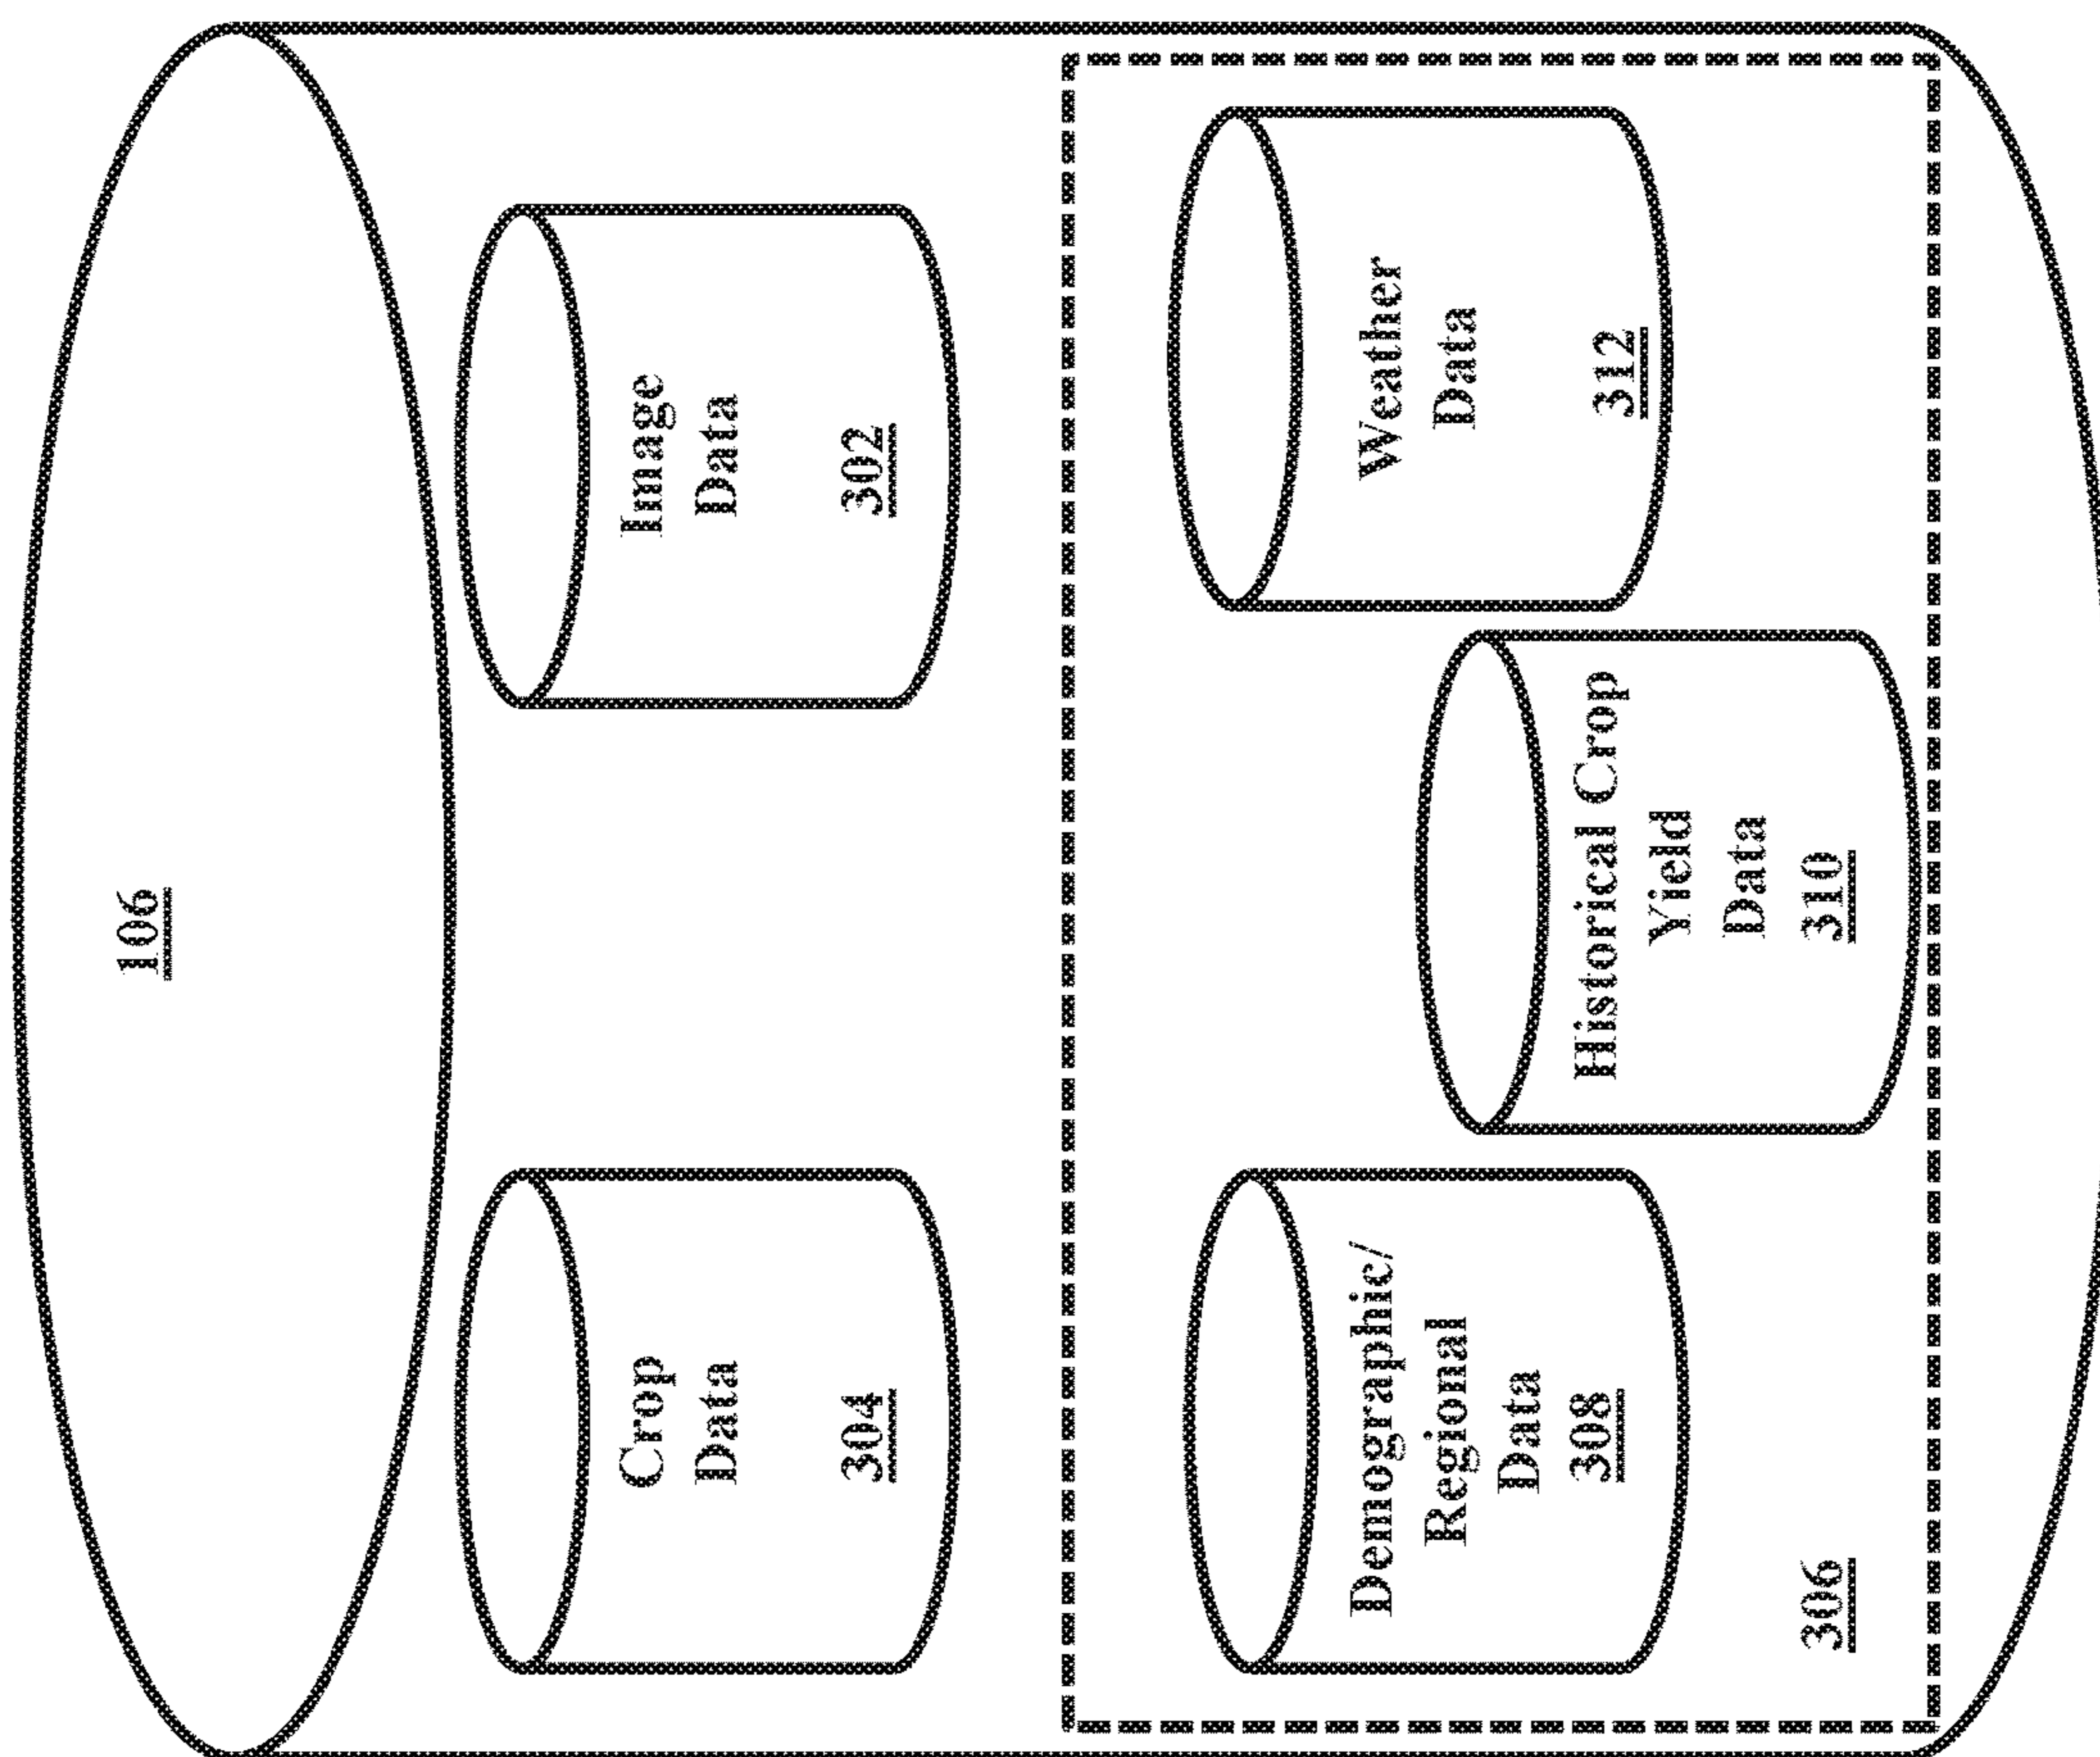 106
Crop
Data
304
Image
Data
302
Demographic/
Regional
Data
308
Historical Crop
Yield
Data
310
Weather
Data
312
306